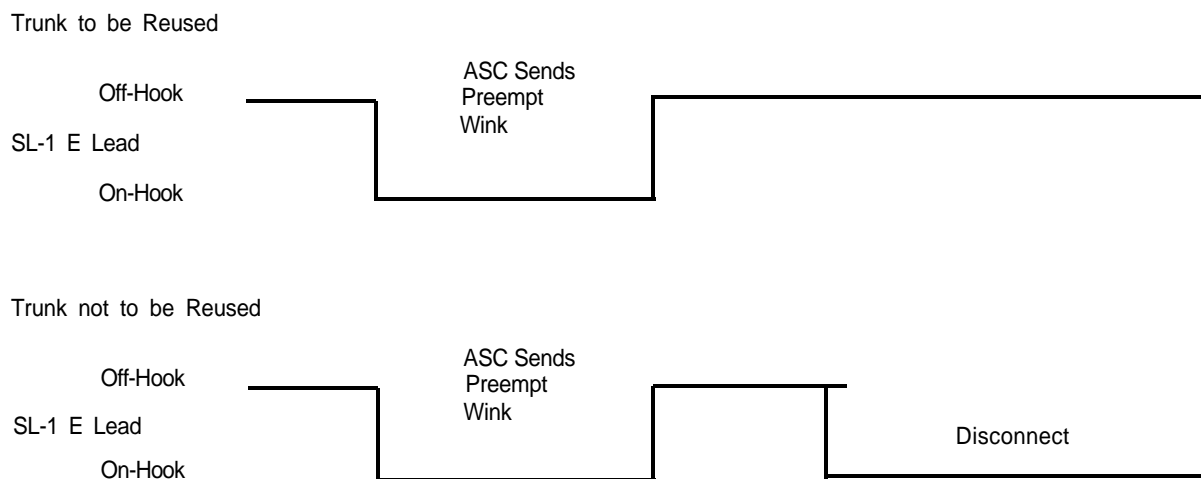 Trunk to be Reused
ASC Sends
Off-Hook
Preempt
Wink
SL-1 E Lead
On-Hook
Trunk not to be Reused
ASC Sends
Off-Hook
Preempt
Wink
SL-1 E Lead
Disconnect
On-Hook